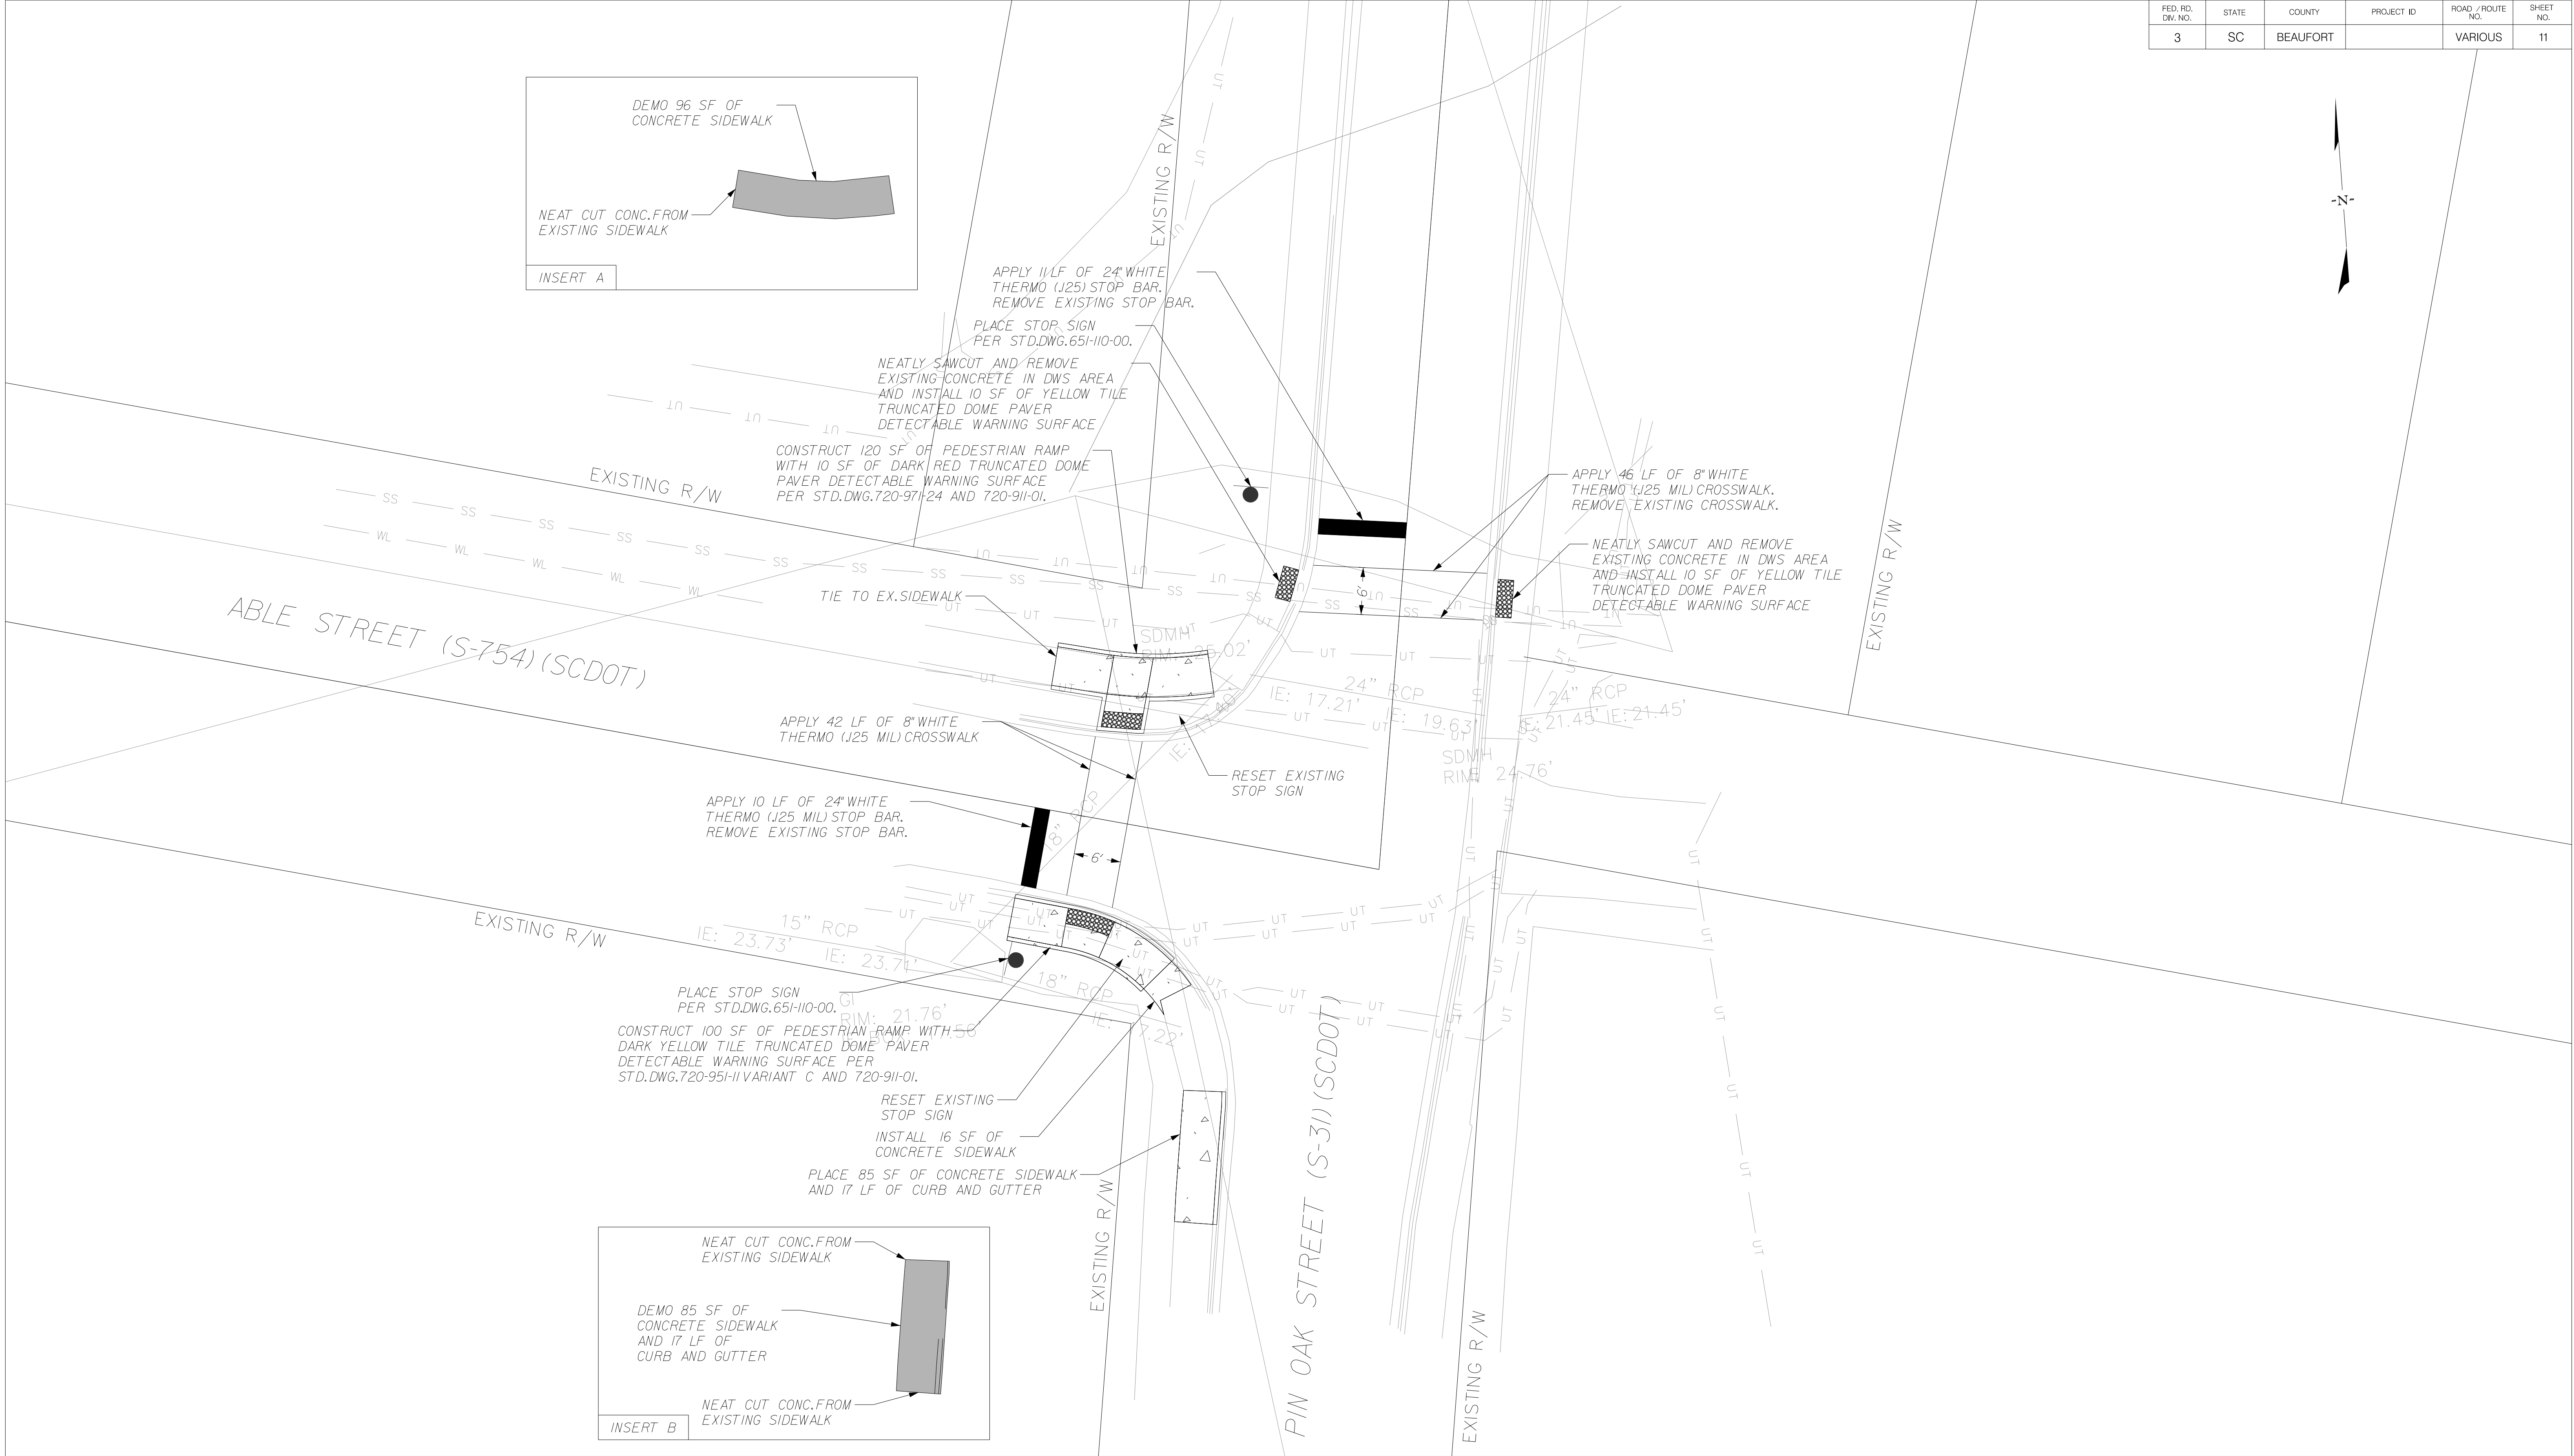 FED. RD. DIV. NO.
STATE
COUNTY
PROJECT ID
ROAD / ROUTE NO.
SHEET NO.
3
SC
BEAUFORT
VARIOUS
11
-N-
DEMO 96 SF OF
CONCRETE SIDEWALK
NEAT CUT CONC. FROM
EXISTING SIDEWALK
INSERT A
EXISTING R/W
APPLY 11 LF OF 24" WHITE
THERMO (.125) STOP BAR.
REMOVE EXISTING STOP BAR.
PLACE STOP SIGN
PER STD. DWG. 651-110-00.
NEATLY SAWCUT AND REMOVE
EXISTING CONCRETE IN DWS AREA
AND INSTALL 10 SF OF YELLOW TILE
TRUNCATED DOME PAVER
DETECTABLE WARNING SURFACE
CONSTRUCT 120 SF OF PEDESTRIAN RAMP
WITH 10 SF OF DARK RED TRUNCATED DOME
PAVER DETECTABLE WARNING SURFACE
PER STD. DWG. 720-971-24 AND 720-911-01.
APPLY 46 LF OF 8" WHITE
THERMO (.125 MIL) CROSSWALK.
REMOVE EXISTING CROSSWALK.
NEATLY SAWCUT AND REMOVE
EXISTING CONCRETE IN DWS AREA
AND INSTALL 10 SF OF YELLOW TILE
TRUNCATED DOME PAVER
DETECTABLE WARNING SURFACE
EXISTING R/W
EXISTING R/W
6'
TIE TO EX. SIDEWALK
ABLE STREET (S-754) (SCDOT)
SDMH
RIM: 25.02'
24" RCP
IE: 17.21'
IE: 19.63'
24" RCP
IE: 21.45'
IE: 21.45'
SDMH
RIM: 24.76'
APPLY 42 LF OF 8" WHITE
THERMO (.125 MIL) CROSSWALK
RESET EXISTING
STOP SIGN
APPLY 10 LF OF 24" WHITE
THERMO (.125 MIL) STOP BAR.
REMOVE EXISTING STOP BAR.
18" RCP
6'
EXISTING R/W
15" RCP
IE: 23.73'
IE: 23.71'
18" RCP
PLACE STOP SIGN
PER STD. DWG. 651-110-00.
GI
RIM: 21.76'
CONSTRUCT 100 SF OF PEDESTRIAN RAMP WITH
DARK YELLOW TILE TRUNCATED DOME PAVER
DETECTABLE WARNING SURFACE PER
STD. DWG. 720-951-11 VARIANT C AND 720-911-01.
RESET EXISTING
STOP SIGN
INSTALL 16 SF OF
CONCRETE SIDEWALK
PLACE 85 SF OF CONCRETE SIDEWALK
AND 17 LF OF CURB AND GUTTER
EXISTING R/W
PIN OAK STREET (S-31) (SCDOT)
EXISTING R/W
NEAT CUT CONC. FROM
EXISTING SIDEWALK
DEMO 85 SF OF
CONCRETE SIDEWALK
AND 17 LF OF
CURB AND GUTTER
NEAT CUT CONC. FROM
EXISTING SIDEWALK
INSERT B